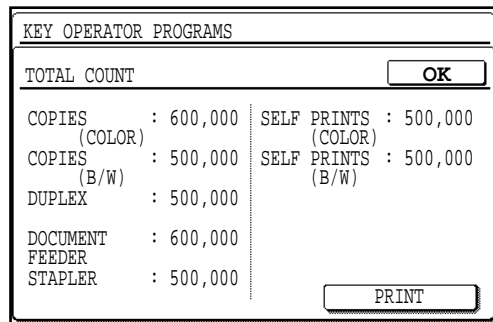 KEY OPERATOR PROGRAMS
TOTAL COUNT
OK
COPIES : 600,000
(COLOR)
COPIES : 500,000
(B/W)
DUPLEX : 500,000
DOCUMENT : 600,000
FEEDER
STAPLER : 500,000
SELF PRINTS : 500,000
(COLOR)
SELF PRINTS : 500,000
(B/W)
PRINT